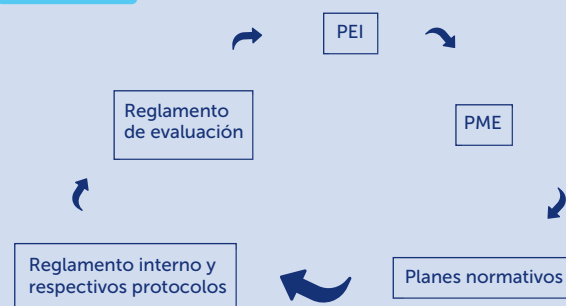 PEI
PME
Planes normativos
Reglamento interno y
respectivos protocolos
Reglamento
de evaluación